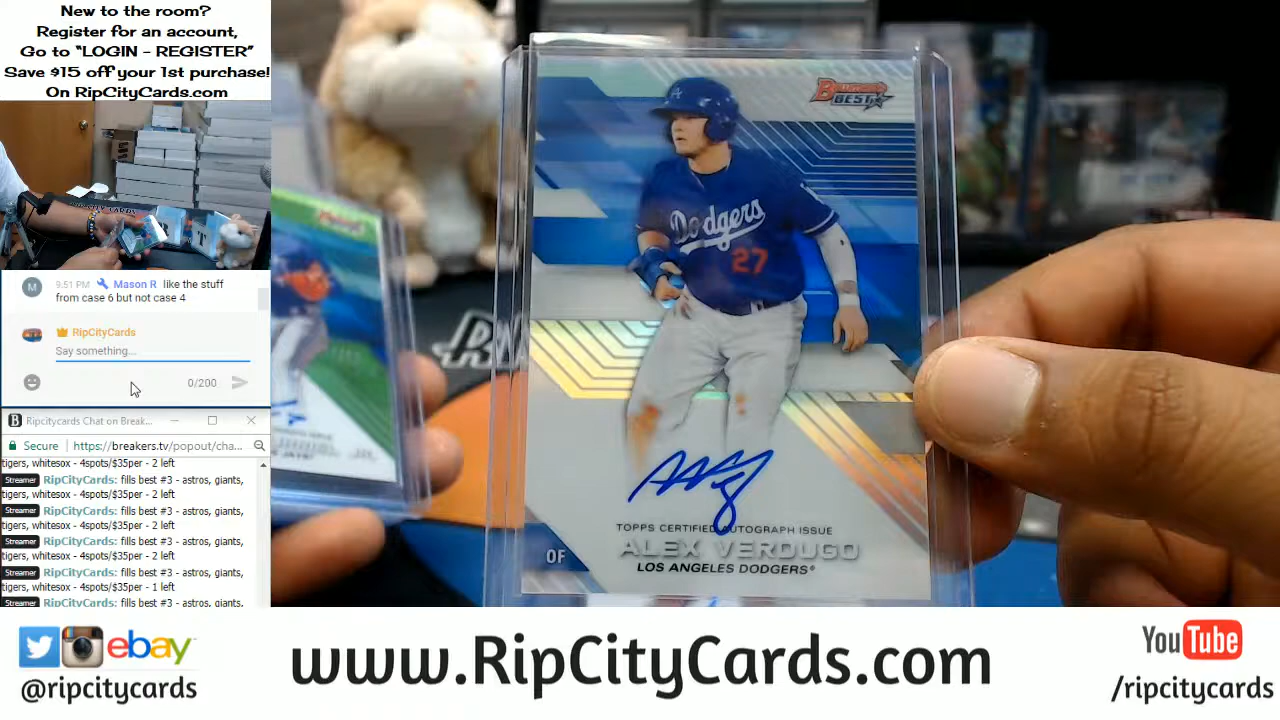 New to the room?
Register for an account,
Go to "LOGIN - REGISTER"
Save $15 off your 1st purchase!
On RipCityCards.com
9:51 PM Mason R like the stuff
from case 6 but not case 4
RipCityCards
Say something...
0/200
Ripcitycards Chat on Break...
Secure https://breakers.tv/popout/cha...
tigers, whitesox - 4spots/$35per - 2 left
Streamer RipCityCards: fills best #3 - astros, giants,
tigers, whitesox - 4spots/$35per - 2 left
Streamer RipCityCards: fills best #3 - astros, giants,
tigers, whitesox - 4spots/$35per - 2 left
Streamer RipCityCards: fills best #3 - astros, giants,
tigers, whitesox - 4spots/$35per - 2 left
Streamer RipCityCards: fills best #3 - astros, giants,
tigers, whitesox - 4spots/$35per - 1 left
Streamer RipCityCards: fills best #3 - astros, giants,
BOWMAN'S
BEST
Dodgers
27
TOPPS CERTIFIED AUTOGRAPH ISSUE
OF
ALEX VERDUGO
LOS ANGELES DODGERS
ebay
@ripcitycards
www.RipCityCards.com
YouTube
/ripcitycards